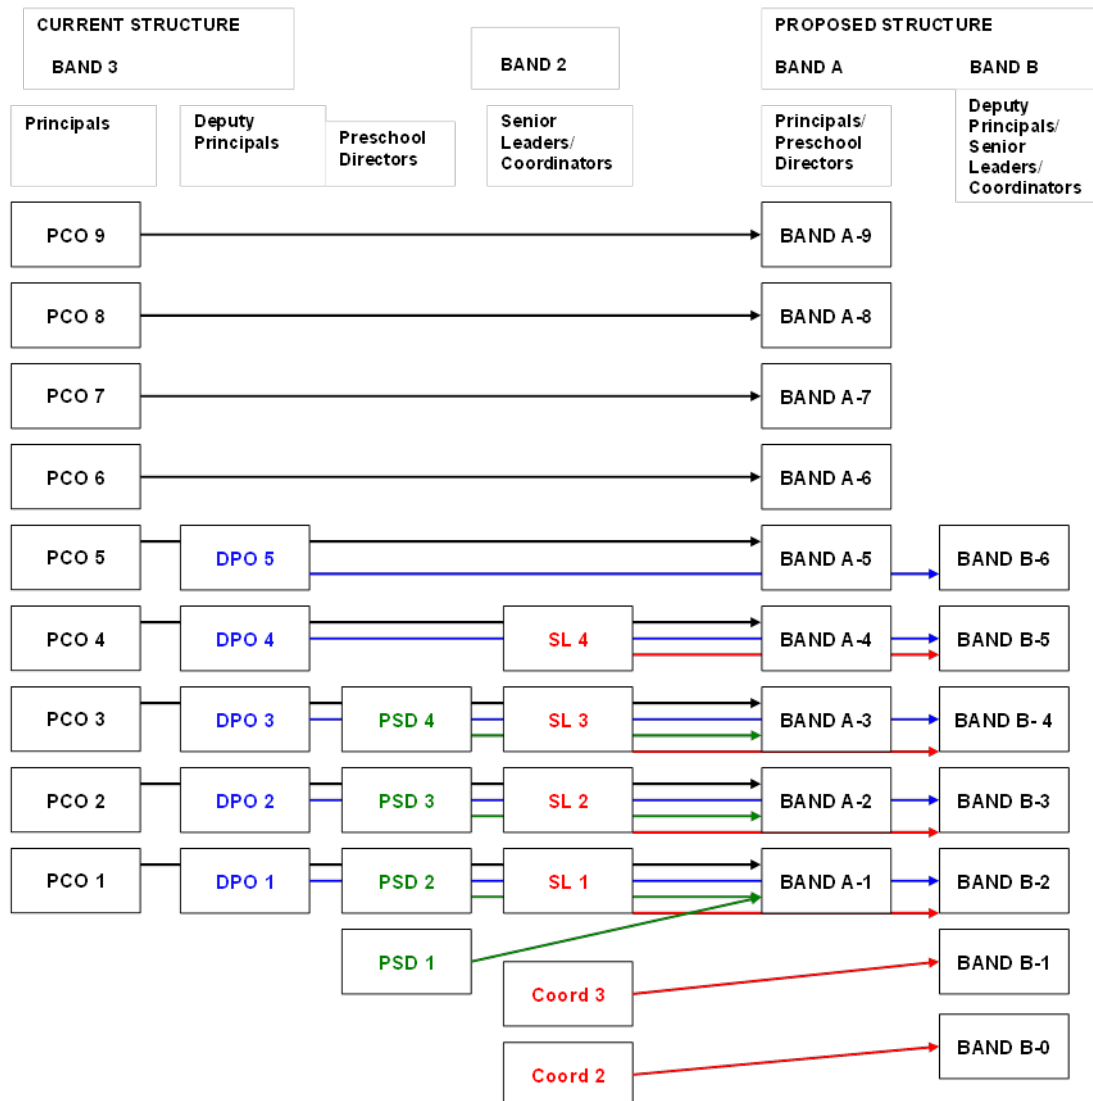 CURRENT STRUCTURE
BAND 3
BAND 2
PROPOSED STRUCTURE
BAND A
BAND B
Principals
Deputy
Principals
Preschool
Directors
Senior
Leaders/
Coordinators
Principals/
Preschool
Directors
Deputy
Principals/
Senior
Leaders/
Coordinators
PCO 9
BAND A-9
PCO 8
BAND A-8
PCO 7
BAND A-7
PCO 6
BAND A-6
PCO 5
DPO 5
BAND A-5
BAND B-6
PCO 4
DPO 4
SL 4
BAND A-4
BAND B-5
PCO 3
DPO 3
PSD 4
SL 3
BAND A-3
BAND B- 4
PCO 2
DPO 2
PSD 3
SL 2
BAND A-2
BAND B-3
PCO 1
DPO 1
PSD 2
SL 1
BAND A-1
BAND B-2
PSD 1
Coord 3
BAND B-1
Coord 2
BAND B-0